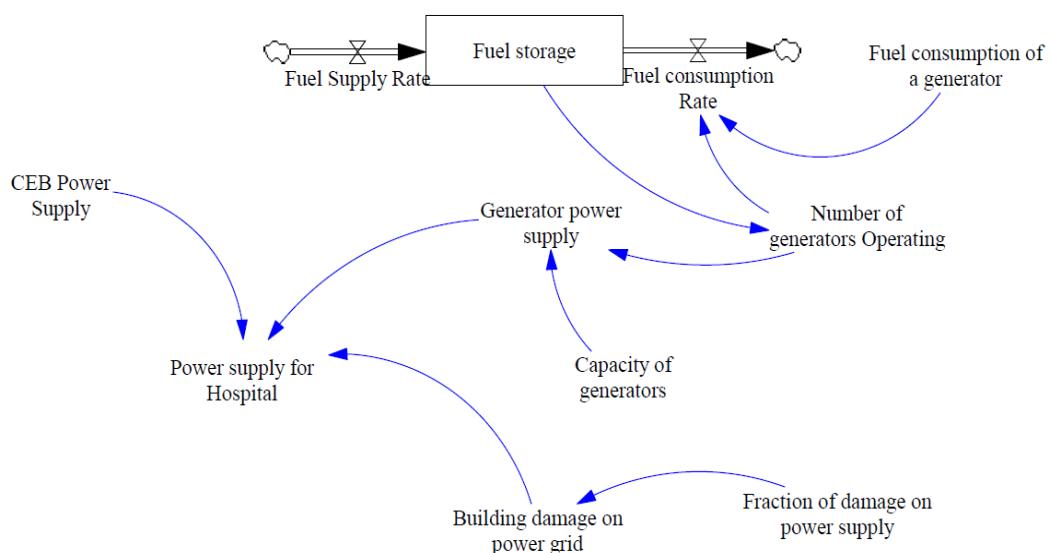 Fuel storage
Fuel Supply Rate
Fuel consumption
Rate
Fuel consumption of
a generator
CEB Power
Supply
Generator power
supply
Number of
generators Operating
Power supply for
Hospital
Capacity of
generators
Building damage on
power grid
Fraction of damage on
power supply